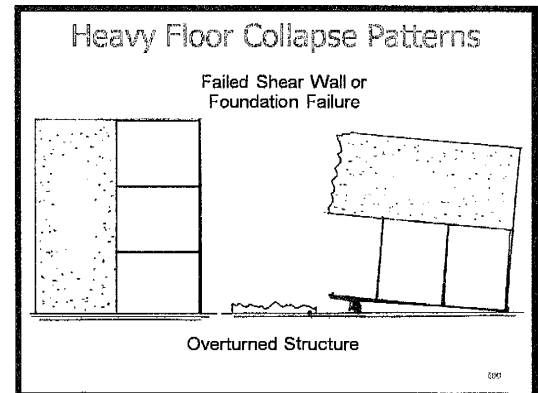 Heavy Floor Collapse Patterns
Failed Shear Wall or
Foundation Failure
Overturned Structure